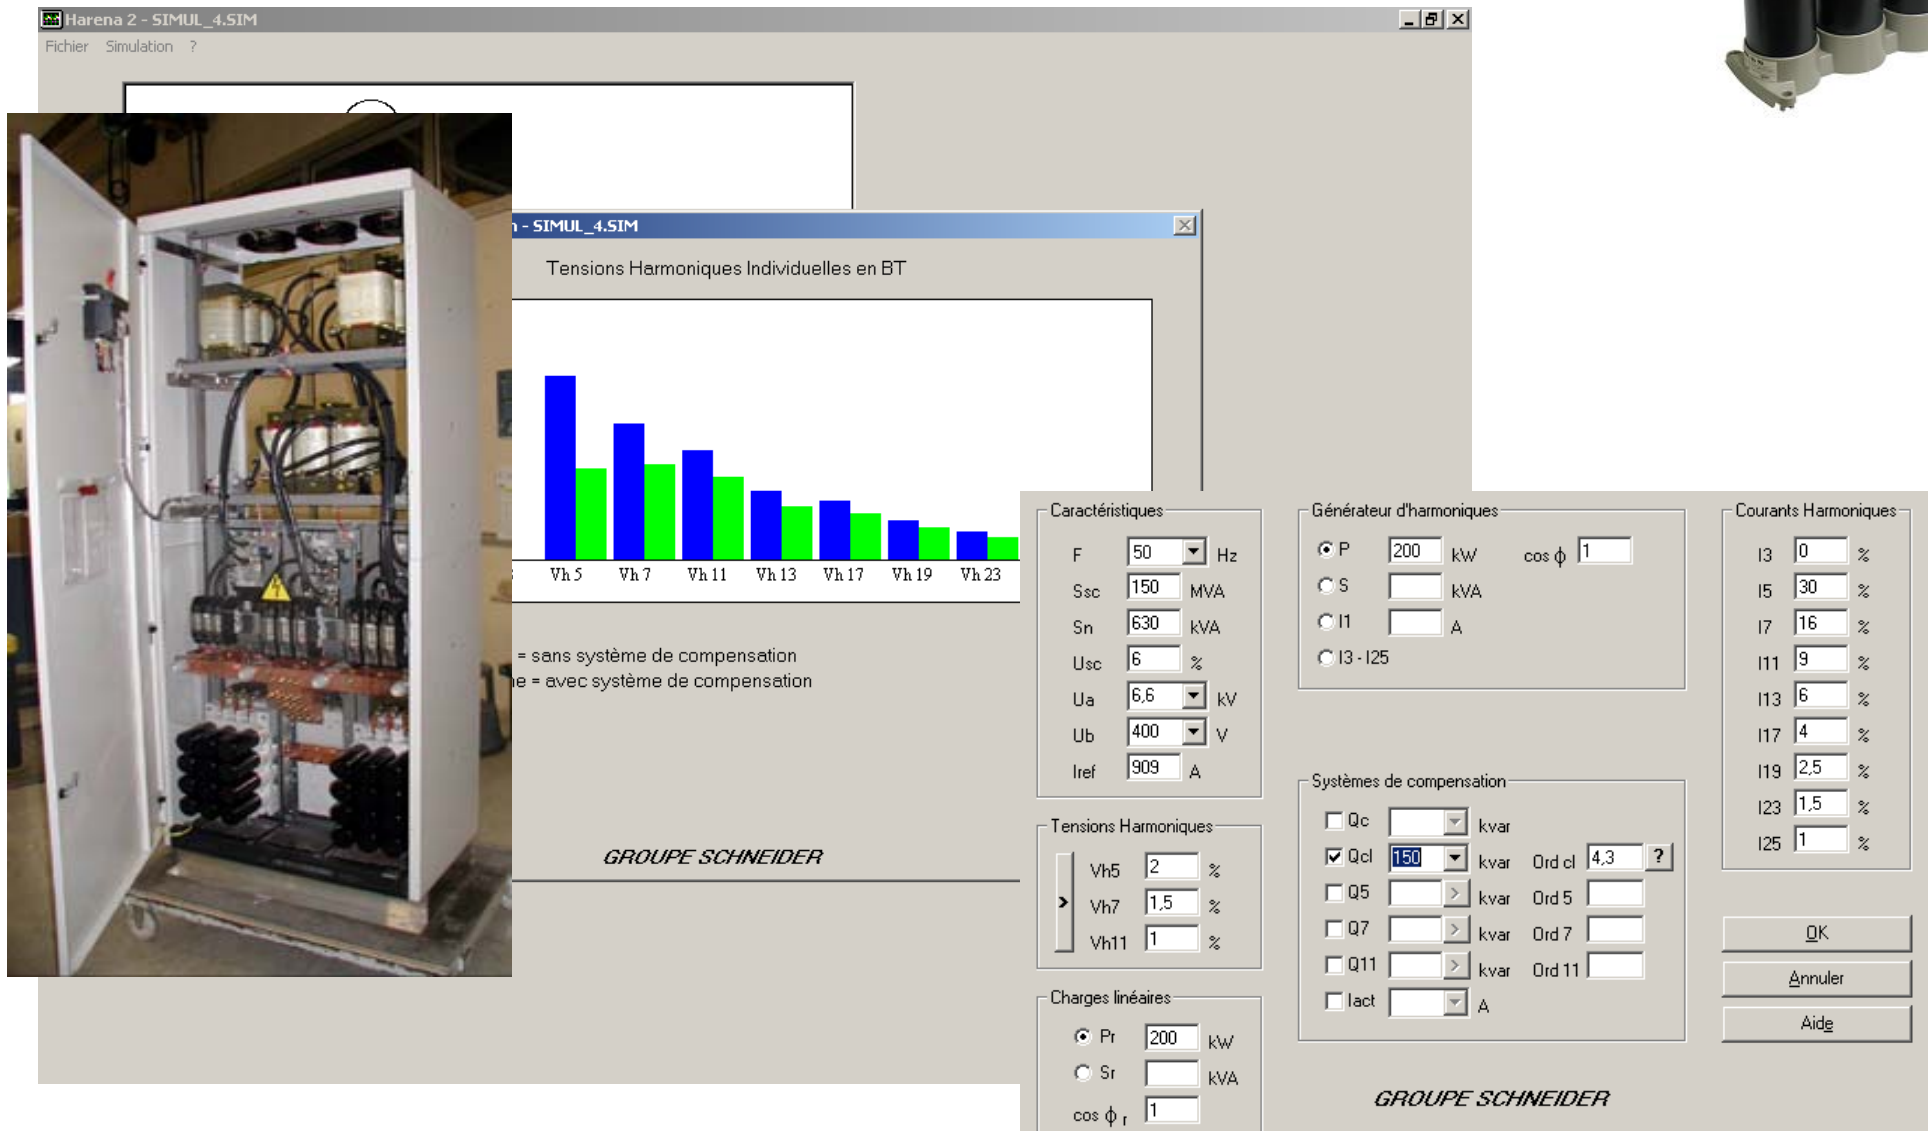 Harena 2 - SIMUL_4.SIM
Fichier Simulation ?
- SIMUL_4.SIM
Tensions Harmoniques Individuelles en BT
Vh 5 Vh 7 Vh 11 Vh 13 Vh 17 Vh 19 Vh 23
= sans système de compensation
= avec système de compensation
GROUPE SCHNEIDER
Caractéristiques
F 50 Hz
Ssc 150 MVA
Sn 630 kVA
Usc 6 %
Ua 6,6 kV
Ub 400 V
Iref 909 A
Tensions Harmoniques
Vh5 2 %
> Vh7 1,5 %
Vh11 1 %
Charges linéaires
Pr 200 kW
Sr kVA
cos ϕ r 1
Générateur d'harmoniques
P 200 kW cos ϕ 1
S kVA
I1 A
I3 - I25
Systèmes de compensation
Qc kvar
Qcl 150 kvar Ord cl 4,3 ?
Q5 > kvar Ord 5
Q7 > kvar Ord 7
Q11 > kvar Ord 11
Iact A
Courants Harmoniques
I3 0 %
I5 30 %
I7 16 %
I11 9 %
I13 6 %
I17 4 %
I19 2,5 %
I23 1,5 %
I25 1 %
OK
Annuler
Aide
GROUPE SCHNEIDER